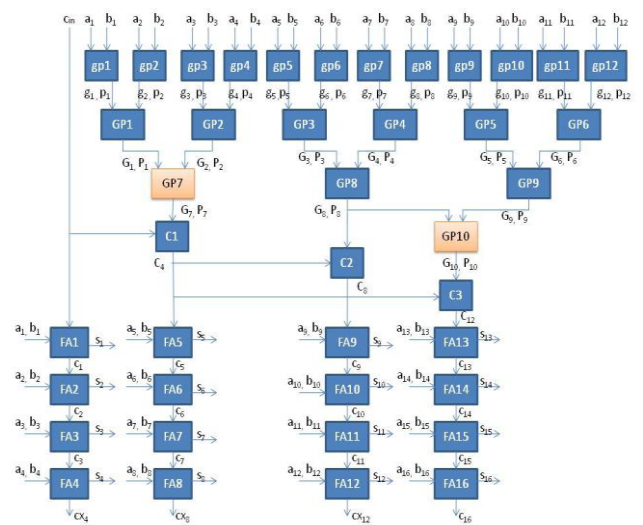 cin a₁ b₁ a₂ b₂ a₃ b₃ a₄ b₄ a₅ b₅ a₆ b₆ a₇ b₇ a₈ b₈ a₉ b₉ a₁₀ b₁₀ a₁₁ b₁₁ a₁₂ b₁₂
gp1 gp2 gp3 gp4 gp5 gp6 gp7 gp8 gp9 gp10 gp11 gp12
g₁, p₁ g₂, p₂ g₃, p₃ g₄, p₄ g₅, p₅ g₆, p₆ g₇, p₇ g₈, p₈ g₉, p₉ g₁₀, p₁₀ g₁₁, p₁₁ g₁₂, p₁₂
GP1 GP2 GP3 GP4 GP5 GP6
G₁, P₁ G₂, P₂ G₃, P₃ G₄, P₄ G₅, P₅ G₆, P₆
GP7 GP8 GP9
G₇, P₇ G₈, P₈ G₉, P₉
C1 GP10
C₄ C2 G₁₀, P₁₀
C₈ C3
C₁₂
a₁, b₁ FA1 s₁ a₅, b₅ FA5 s₅ a₉, b₉ FA9 s₉ a₁₃, b₁₃ FA13 s₁₃
c₁ c₅ c₉ c₁₃
a₂, b₂ FA2 s₂ a₆, b₆ FA6 s₆ a₁₀, b₁₀ FA10 s₁₀ a₁₄, b₁₄ FA14 s₁₄
c₂ c₆ c₁₀ c₁₄
a₃, b₃ FA3 s₃ a₇, b₇ FA7 s₇ a₁₁, b₁₁ FA11 s₁₁ a₁₅, b₁₅ FA15 s₁₅
c₃ c₇ c₁₁ c₁₅
a₄, b₄ FA4 s₄ a₈, b₈ FA8 s₈ a₁₂, b₁₂ FA12 s₁₂ a₁₆, b₁₆ FA16 s₁₆
cx₄ cx₈ cx₁₂ c₁₆